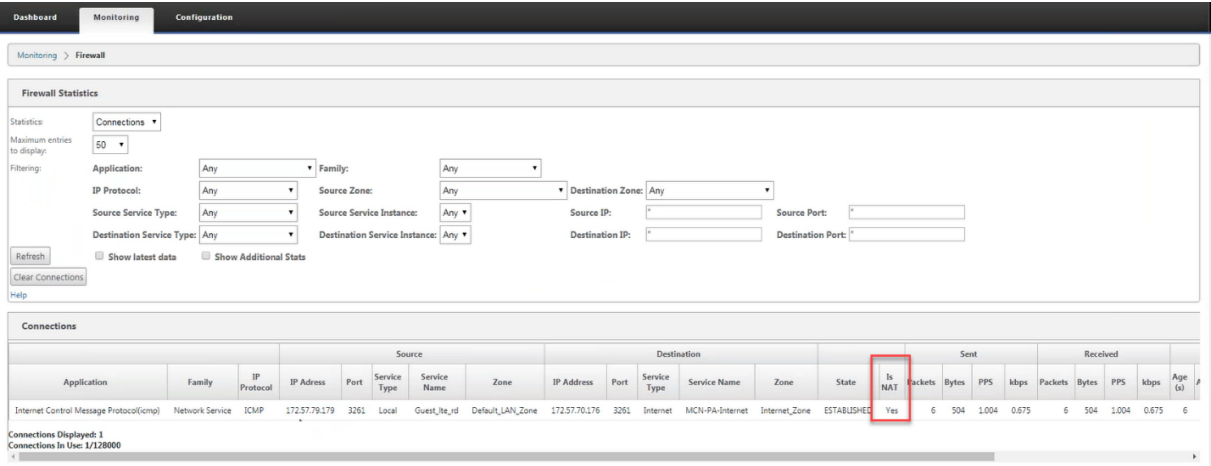 Dashboard Monitoring Configuration
Monitoring > Firewall
Firewall Statistics
Statistics: Connections
Maximum entries to display: 50
Filtering: Application: Any Family: Any
IP Protocol: Any Source Zone: Any Destination Zone: Any
Source Service Type: Any Source Service Instance: Any Source IP: * Source Port: *
Destination Service Type: Any Destination Service Instance: Any Destination IP: * Destination Port: *
Refresh Show latest data Show Additional Stats
Clear Connections
Help
Connections
Source Destination Sent Received
Application Family IP Protocol IP Adress Port Service Type Service Name Zone IP Address Port Service Type Service Name Zone State Is NAT Packets Bytes PPS kbps Packets Bytes PPS kbps Age (s) A
Internet Control Message Protocol(icmp) Network Service ICMP 172.57.79.179 3261 Local Guest_lte_rd Default_LAN_Zone 172.57.70.176 3261 Internet MCN-PA-Internet Internet_Zone ESTABLISHED Yes 6 504 1.004 0.675 6 504 1.004 0.675 6
Connections Displayed: 1
Connections In Use: 1/128000